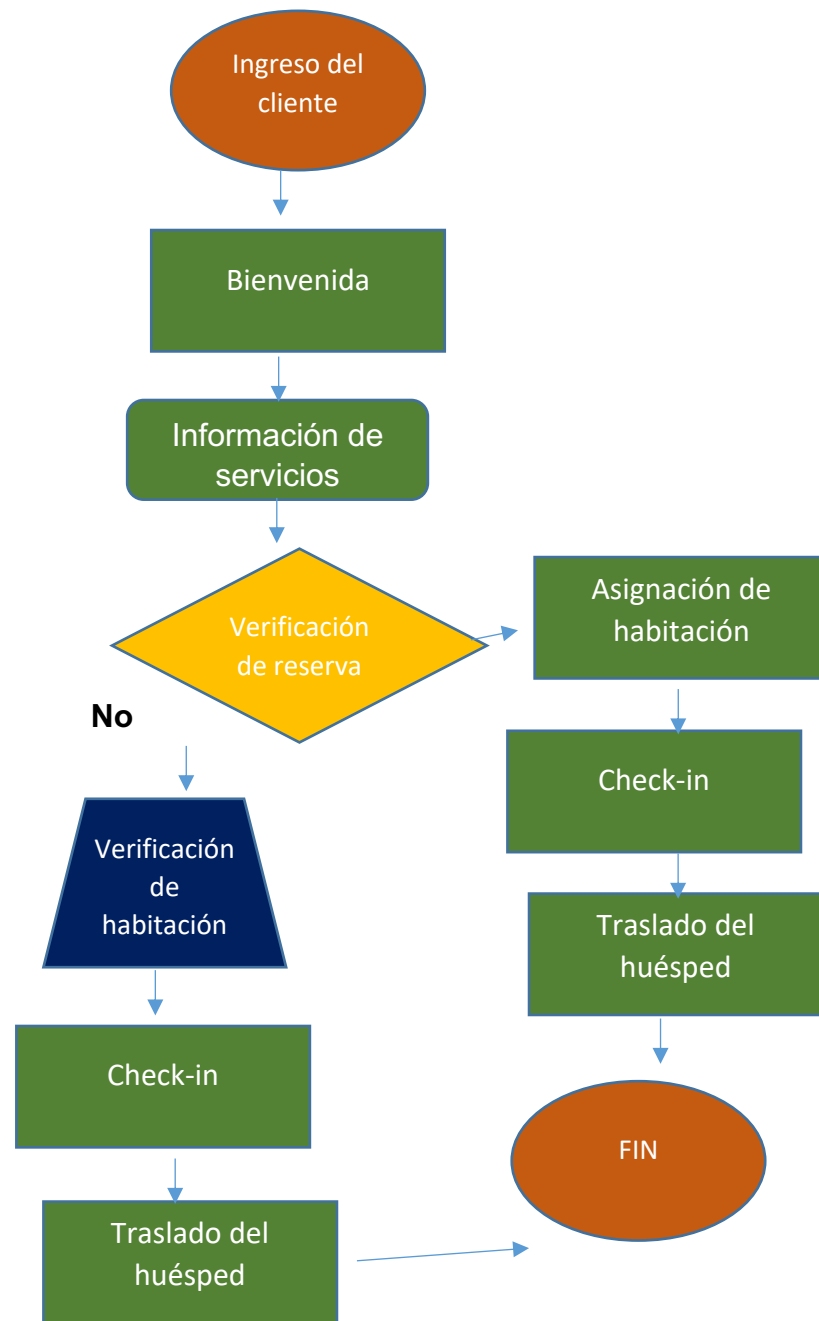 Ingreso del
cliente
Bienvenida
Información de
servicios
Verificación
de reserva
Asignación de
habitación
No
Check-in
Verificación
de
habitación
Traslado del
huésped
Check-in
FIN
Traslado del
huésped